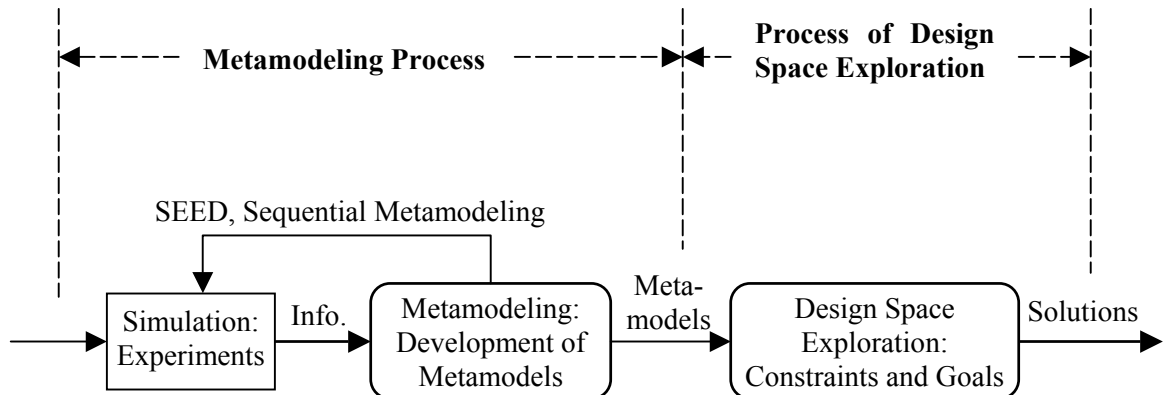 Metamodeling Process
Process of Design
Space Exploration
SEED, Sequential Metamodeling
Simulation:
Experiments
Info.
Metamodeling:
Development of
Metamodels
Meta-
models
Design Space
Exploration:
Constraints and Goals
Solutions